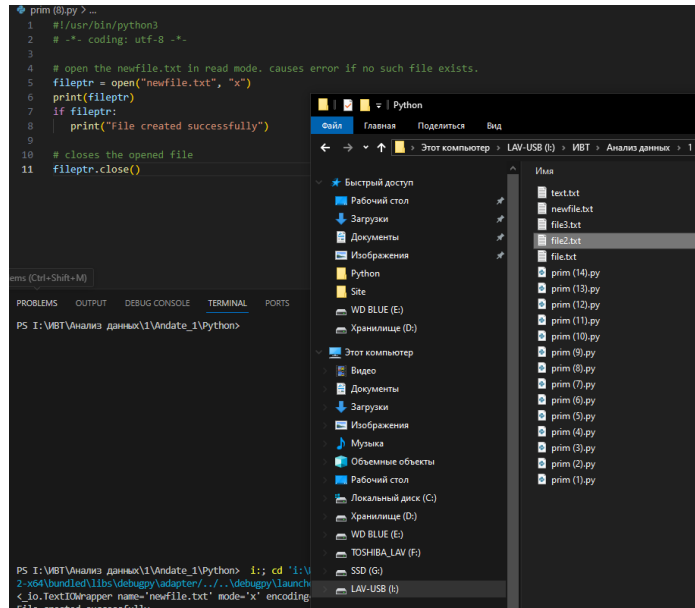 prim (8).py > ...
1 #!/usr/bin/python3
2 # -*- coding: utf-8 -*-
3
4 # open the newfile.txt in read mode. causes error if no such file exists.
5 fileptr = open("newfile.txt", "x")
6 print(fileptr)
7 if fileptr:
8 print("File created successfully")
9
10 # closes the opened file
11 fileptr.close()
ems (Ctrl+Shift+M)
PROBLEMS OUTPUT DEBUG CONSOLE TERMINAL PORTS
PS I:\ИВТ\Анализ данных\1\Andate_1\Python>
PS I:\ИВТ\Анализ данных\1\Andate_1\Python> i:; cd 'i:\
2-x64\bundled\libs\debugpy\adapter/../..\debugpy\launche
<_io.TextIOWrapper name='newfile.txt' mode='x' encoding
File created successfully
Python
Файл Главная Поделиться Вид
Этот компьютер > LAV-USB (I:) > ИВТ > Анализ данных > 1
Быстрый доступ
Рабочий стол
Загрузки
Документы
Изображения
Python
Site
WD BLUE (E:)
Хранилище (D:)
Этот компьютер
Видео
Документы
Загрузки
Изображения
Музыка
Объемные объекты
Рабочий стол
Локальный диск (C:)
Хранилище (D:)
WD BLUE (E:)
TOSHIBA_LAV (F:)
SSD (G:)
LAV-USB (I:)
Имя
text.txt
newfile.txt
file3.txt
file2.txt
file.txt
prim (14).py
prim (13).py
prim (12).py
prim (11).py
prim (10).py
prim (9).py
prim (8).py
prim (7).py
prim (6).py
prim (5).py
prim (4).py
prim (3).py
prim (2).py
prim (1).py